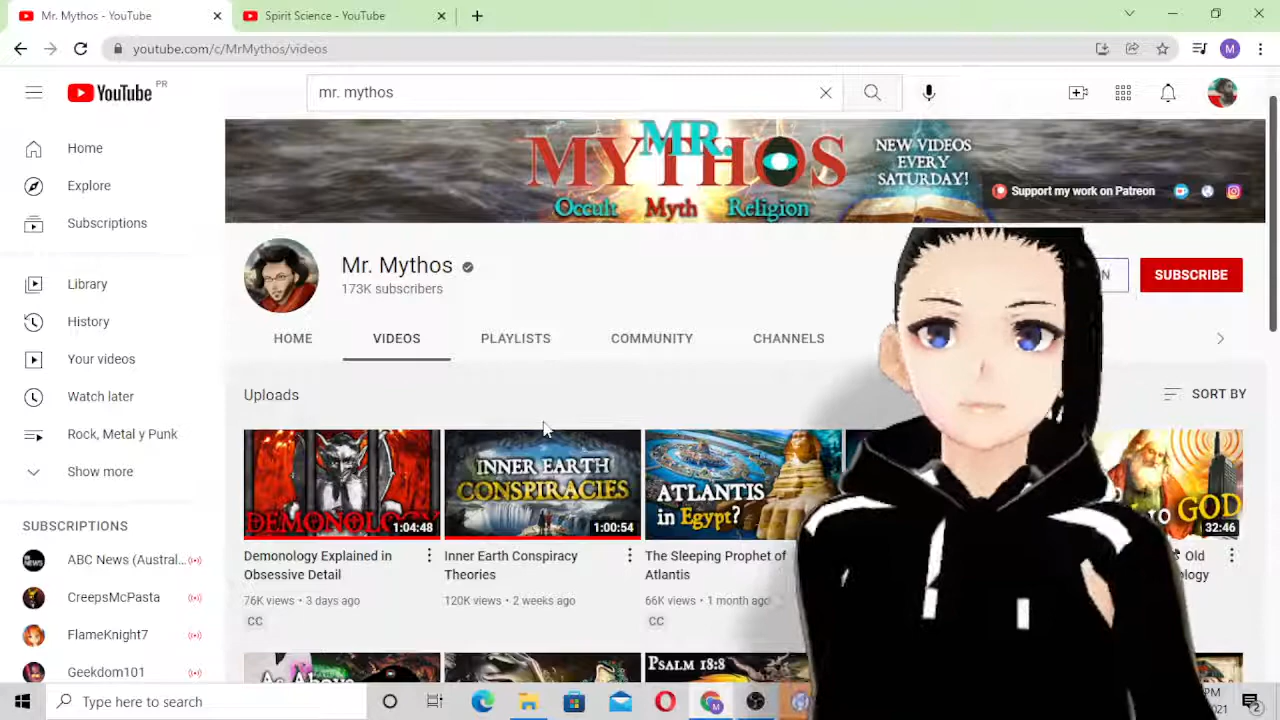 Mr. Mythos - YouTube
Spirit Science - YouTube
youtube.com/c/MrMythos/videos
M
YouTube PR
mr. mythos
Home
Explore
Subscriptions
Library
History
Your videos
Watch later
Rock, Metal y Punk
Show more
SUBSCRIPTIONS
ABC News (Austral...
CreepsMcPasta
FlameKnight7
Geekdom101
MR.
MYTHOS
Occult Myth Religion
NEW VIDEOS
EVERY
SATURDAY!
Support my work on Patreon
Mr. Mythos
173K subscribers
N
SUBSCRIBE
HOME
VIDEOS
PLAYLISTS
COMMUNITY
CHANNELS
Uploads
SORT BY
DEMONOLOGY
1:04:48
INNER EARTH
CONSPIRACIES
1:00:54
ATLANTIS
in Egypt?
to GOD
32:46
Demonology Explained in
Obsessive Detail
76K views • 3 days ago
CC
Inner Earth Conspiracy
Theories
120K views • 2 weeks ago
The Sleeping Prophet of
Atlantis
66K views • 1 month ago
CC
Old
PSALM 18:8
Type here to search
PM
2